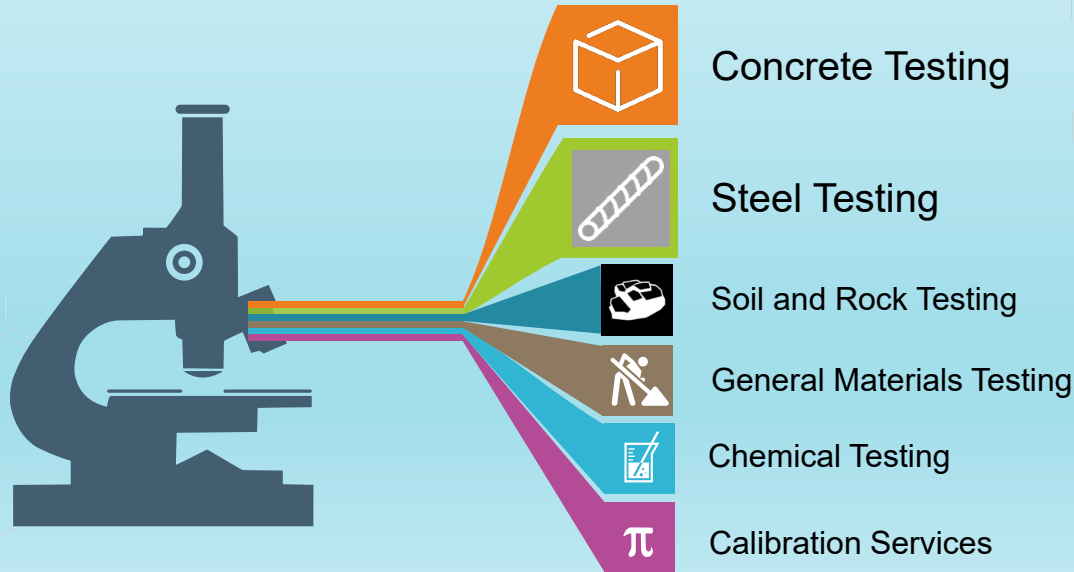 Concrete Testing
Steel Testing
Soil and Rock Testing
General Materials Testing
Chemical Testing
π
Calibration Services